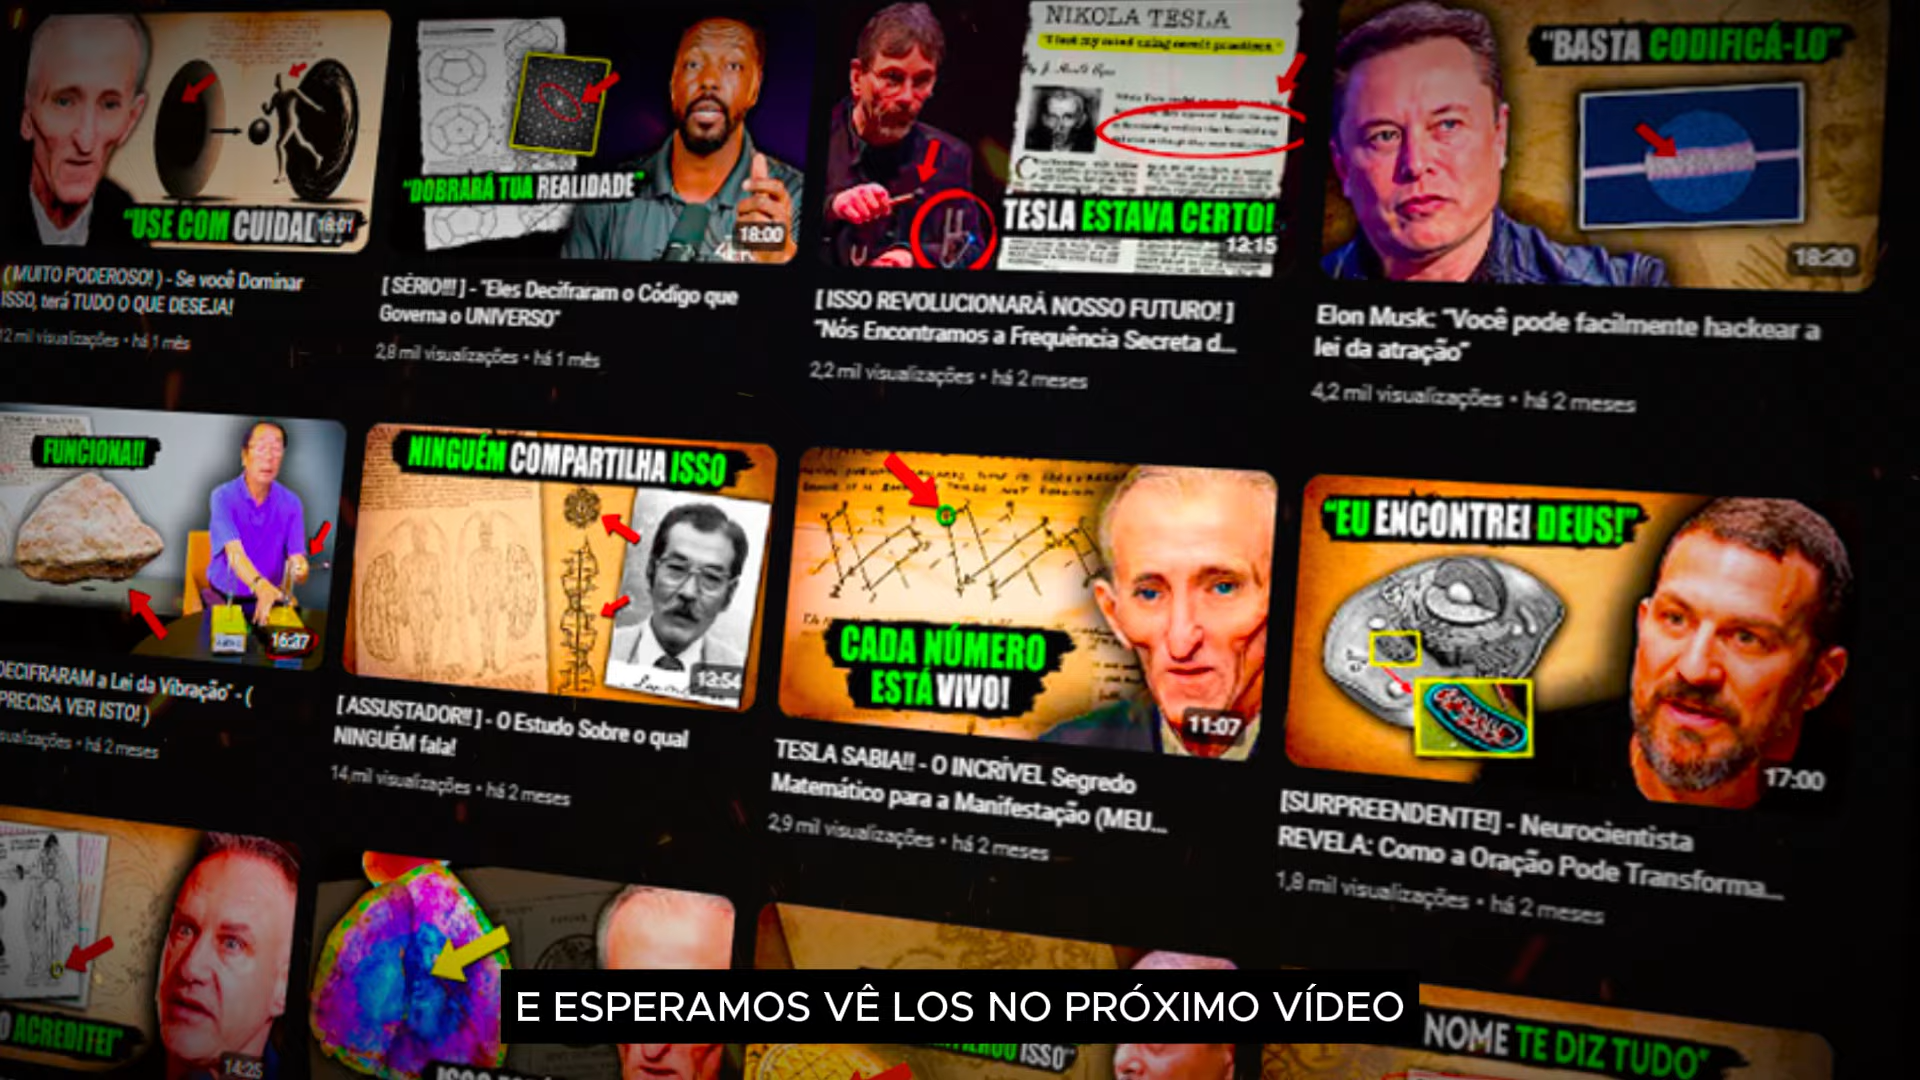 NIKOLA TESLA
"BASTA CODIFICÁ-LO"
"DOBRARÁ TUA REALIDADE"
"USE COM
18:01
18:00
TESLA ESTAVA CERTO!
12:15
18:20
( MUITO PODEROSO! ) - Se você Dominar
ISSO, terá TUDO O QUE DESEJA!
2 mil visualizações • há 1 mês
[ SÉRIO!!! ] - "Eles Decifraram o Código que
Governa o UNIVERSO"
2,8 mil visualizações • há 1 mês
[ ISSO REVOLUCIONARÁ NOSSO FUTURO! ]
"Nós Encontramos a Frequência Secreta d...
2,2 mil visualizações • há 2 meses
Elon Musk: "Você pode facilmente hackear a
lei da atração"
4,2 mil visualizações • há 2 meses
FUNCIONA!!
16:37
NINGUÉM COMPARTILHA ISSO
13:54
CADA NÚMERO
ESTÁ VIVO!
11:07
"EU ENCONTREI DEUS!"
17:00
DECIFRARAM a Lei da Vibração" - (
PRECISA VER ISTO! )
sualizações • há 2 meses
[ ASSUSTADOR!! ] - O Estudo Sobre o qual
NINGUÉM fala!
14 mil visualizações • há 2 meses
TESLA SABIA!! - O INCRÍVEL Segredo
Matemático para a Manifestação (MEU...
2,9 mil visualizações • há 2 meses
[SURPREENDENTE!] - Neurocientista
REVELA: Como a Oração Pode Transforma...
1,8 mil visualizações • há 2 meses
O ACREDITEI"
14:25
ISSO"
NOME TE DIZ TUDO"
E ESPERAMOS VÊ LOS NO PRÓXIMO VÍDEO